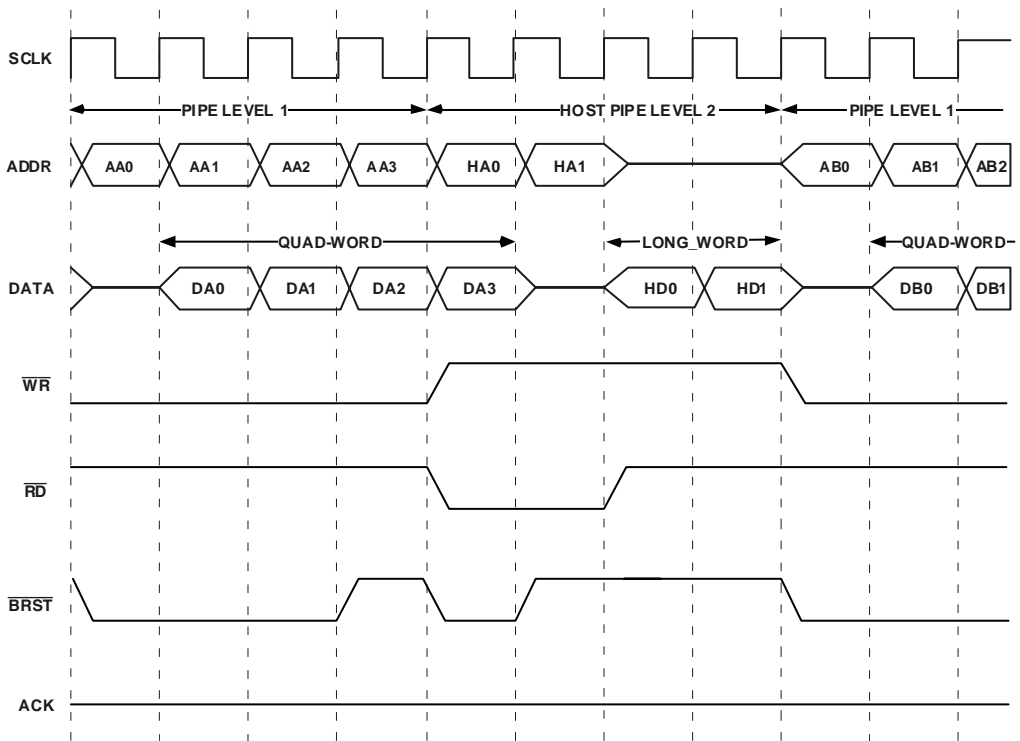 SCLK
PIPE LEVEL 1 HOST PIPE LEVEL 2 PIPE LEVEL 1
ADDR AA0 AA1 AA2 AA3 HA0 HA1 AB0 AB1 AB2
QUAD-WORD LONG_WORD QUAD-WORD
DATA DA0 DA1 DA2 DA3 HD0 HD1 DB0 DB1
WR
RD
BRST
ACK